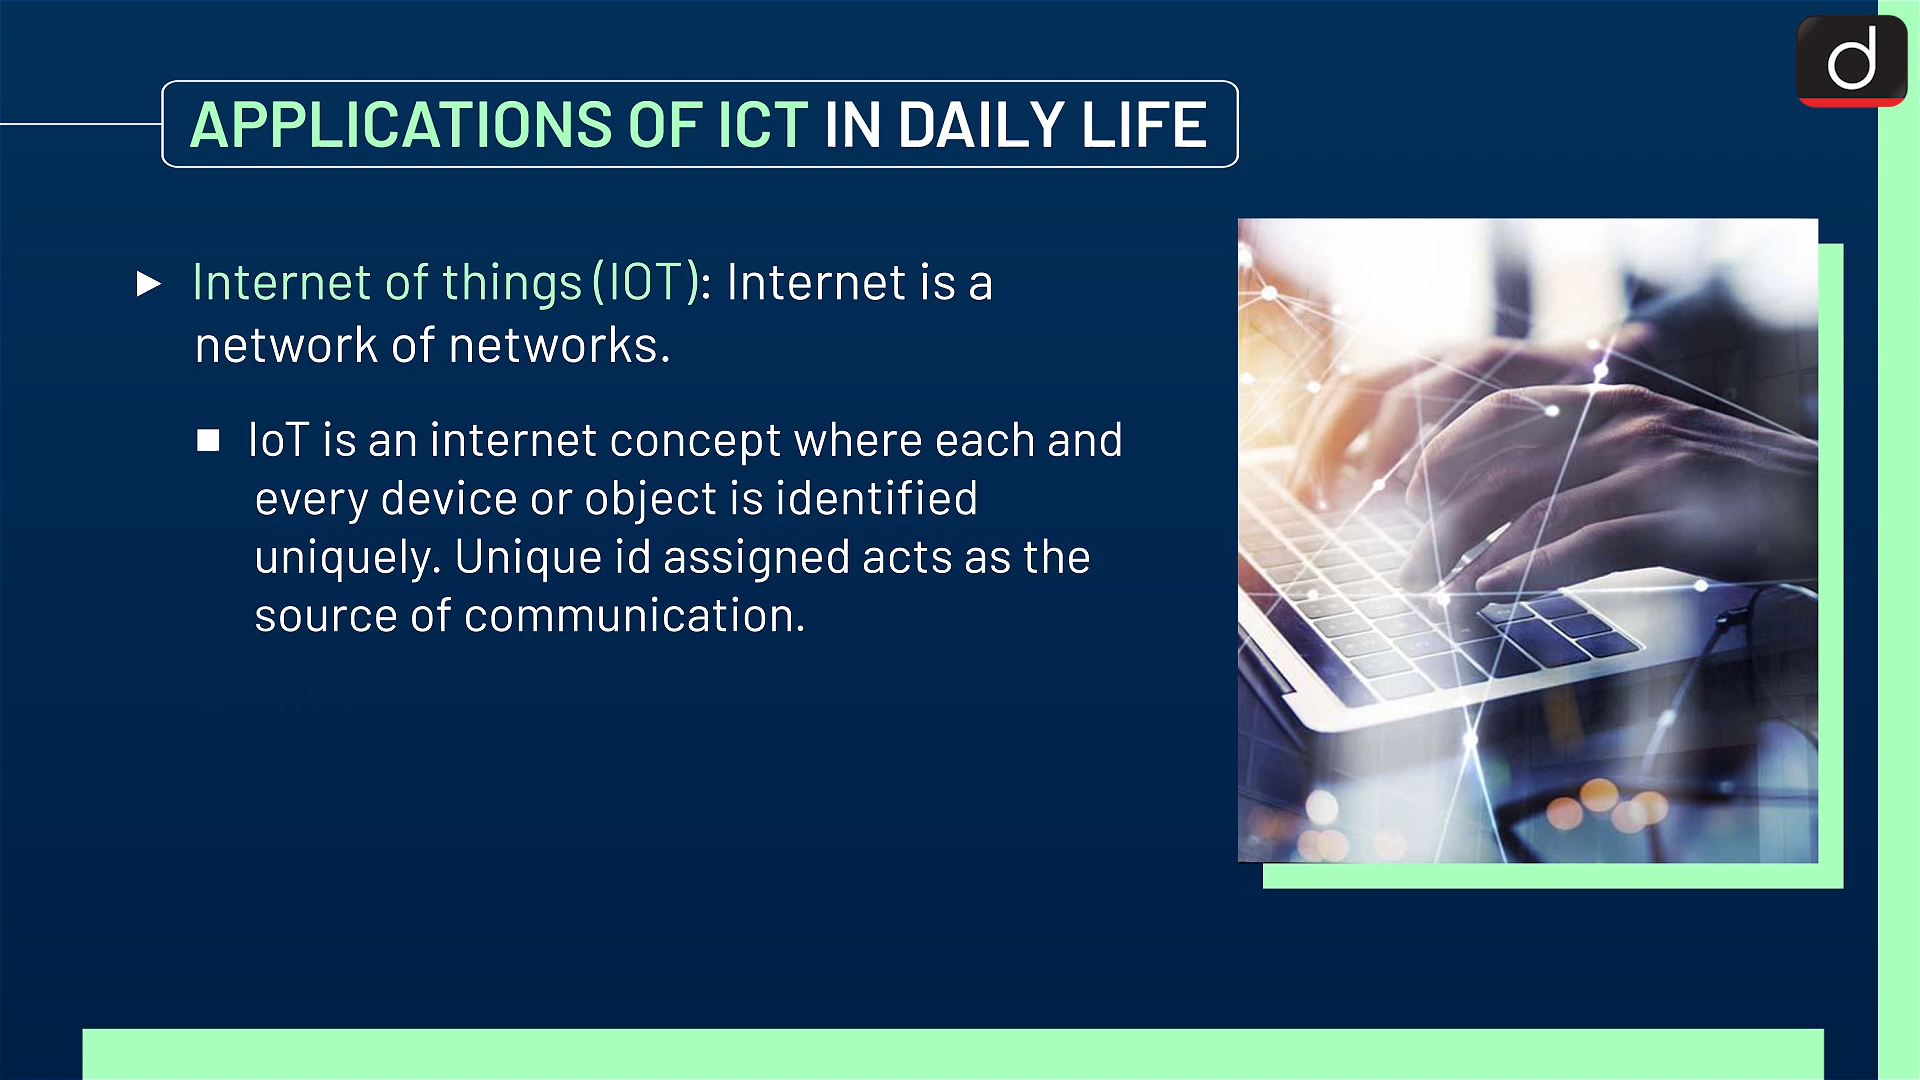 APPLICATIONS OF ICT IN DAILY LIFE
Internet of things (IOT): Internet is a
network of networks.
IoT is an internet concept where each and
every device or object is identified
uniquely. Unique id assigned acts as the
source of communication.
d